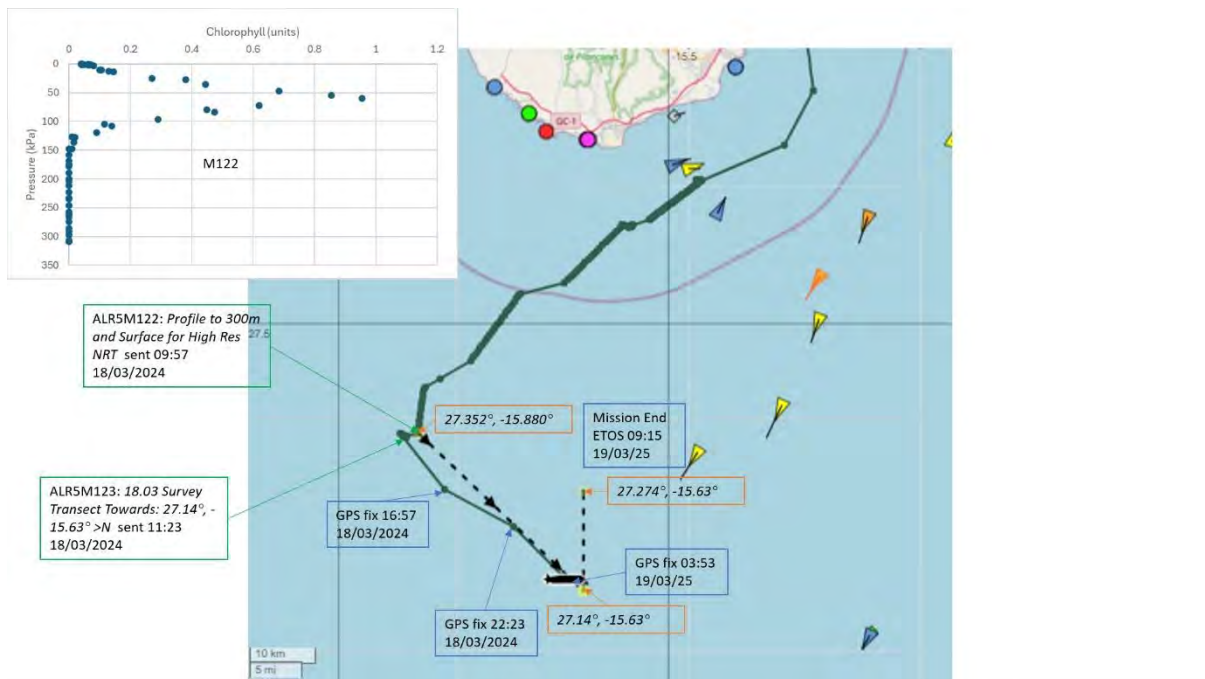 Chlorophyll (units)
0 0.2 0.4 0.6 0.8 1 1.2
0
50
100
150
200
250
300
350
Pressure (kPa)
M122
-15.5
GC-1
27.5
ALR5M122: Profile to 300m
and Surface for High Res
NRT sent 09:57
18/03/2024
27.352°, -15.880°
Mission End
ETOS 09:15
19/03/25
ALR5M123: 18.03 Survey
Transect Towards: 27.14°, -
15.63° >N sent 11:23
18/03/2024
27.274°, -15.63°
GPS fix 16:57
18/03/2024
GPS fix 03:53
19/03/25
GPS fix 22:23
18/03/2024
27.14°, -15.63°
10 km
5 mi